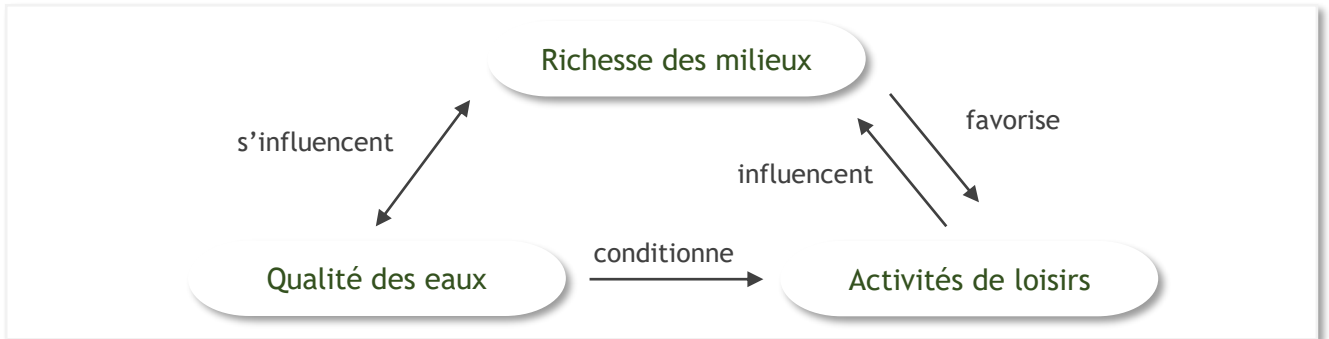 Richesse des milieux
favorise
s’influencent
influencent
conditionne
Qualité des eaux
Activités de loisirs